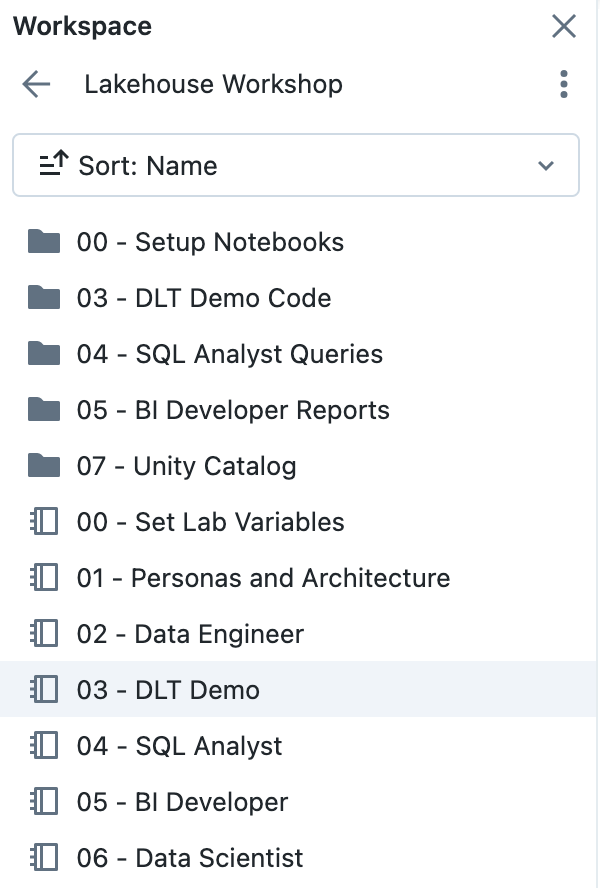 Workspace
Lakehouse Workshop
Sort: Name
00 - Setup Notebooks
03 - DLT Demo Code
04 - SQL Analyst Queries
05 - BI Developer Reports
07 - Unity Catalog
00 - Set Lab Variables
01 - Personas and Architecture
02 - Data Engineer
03 - DLT Demo
04 - SQL Analyst
05 - BI Developer
06 - Data Scientist